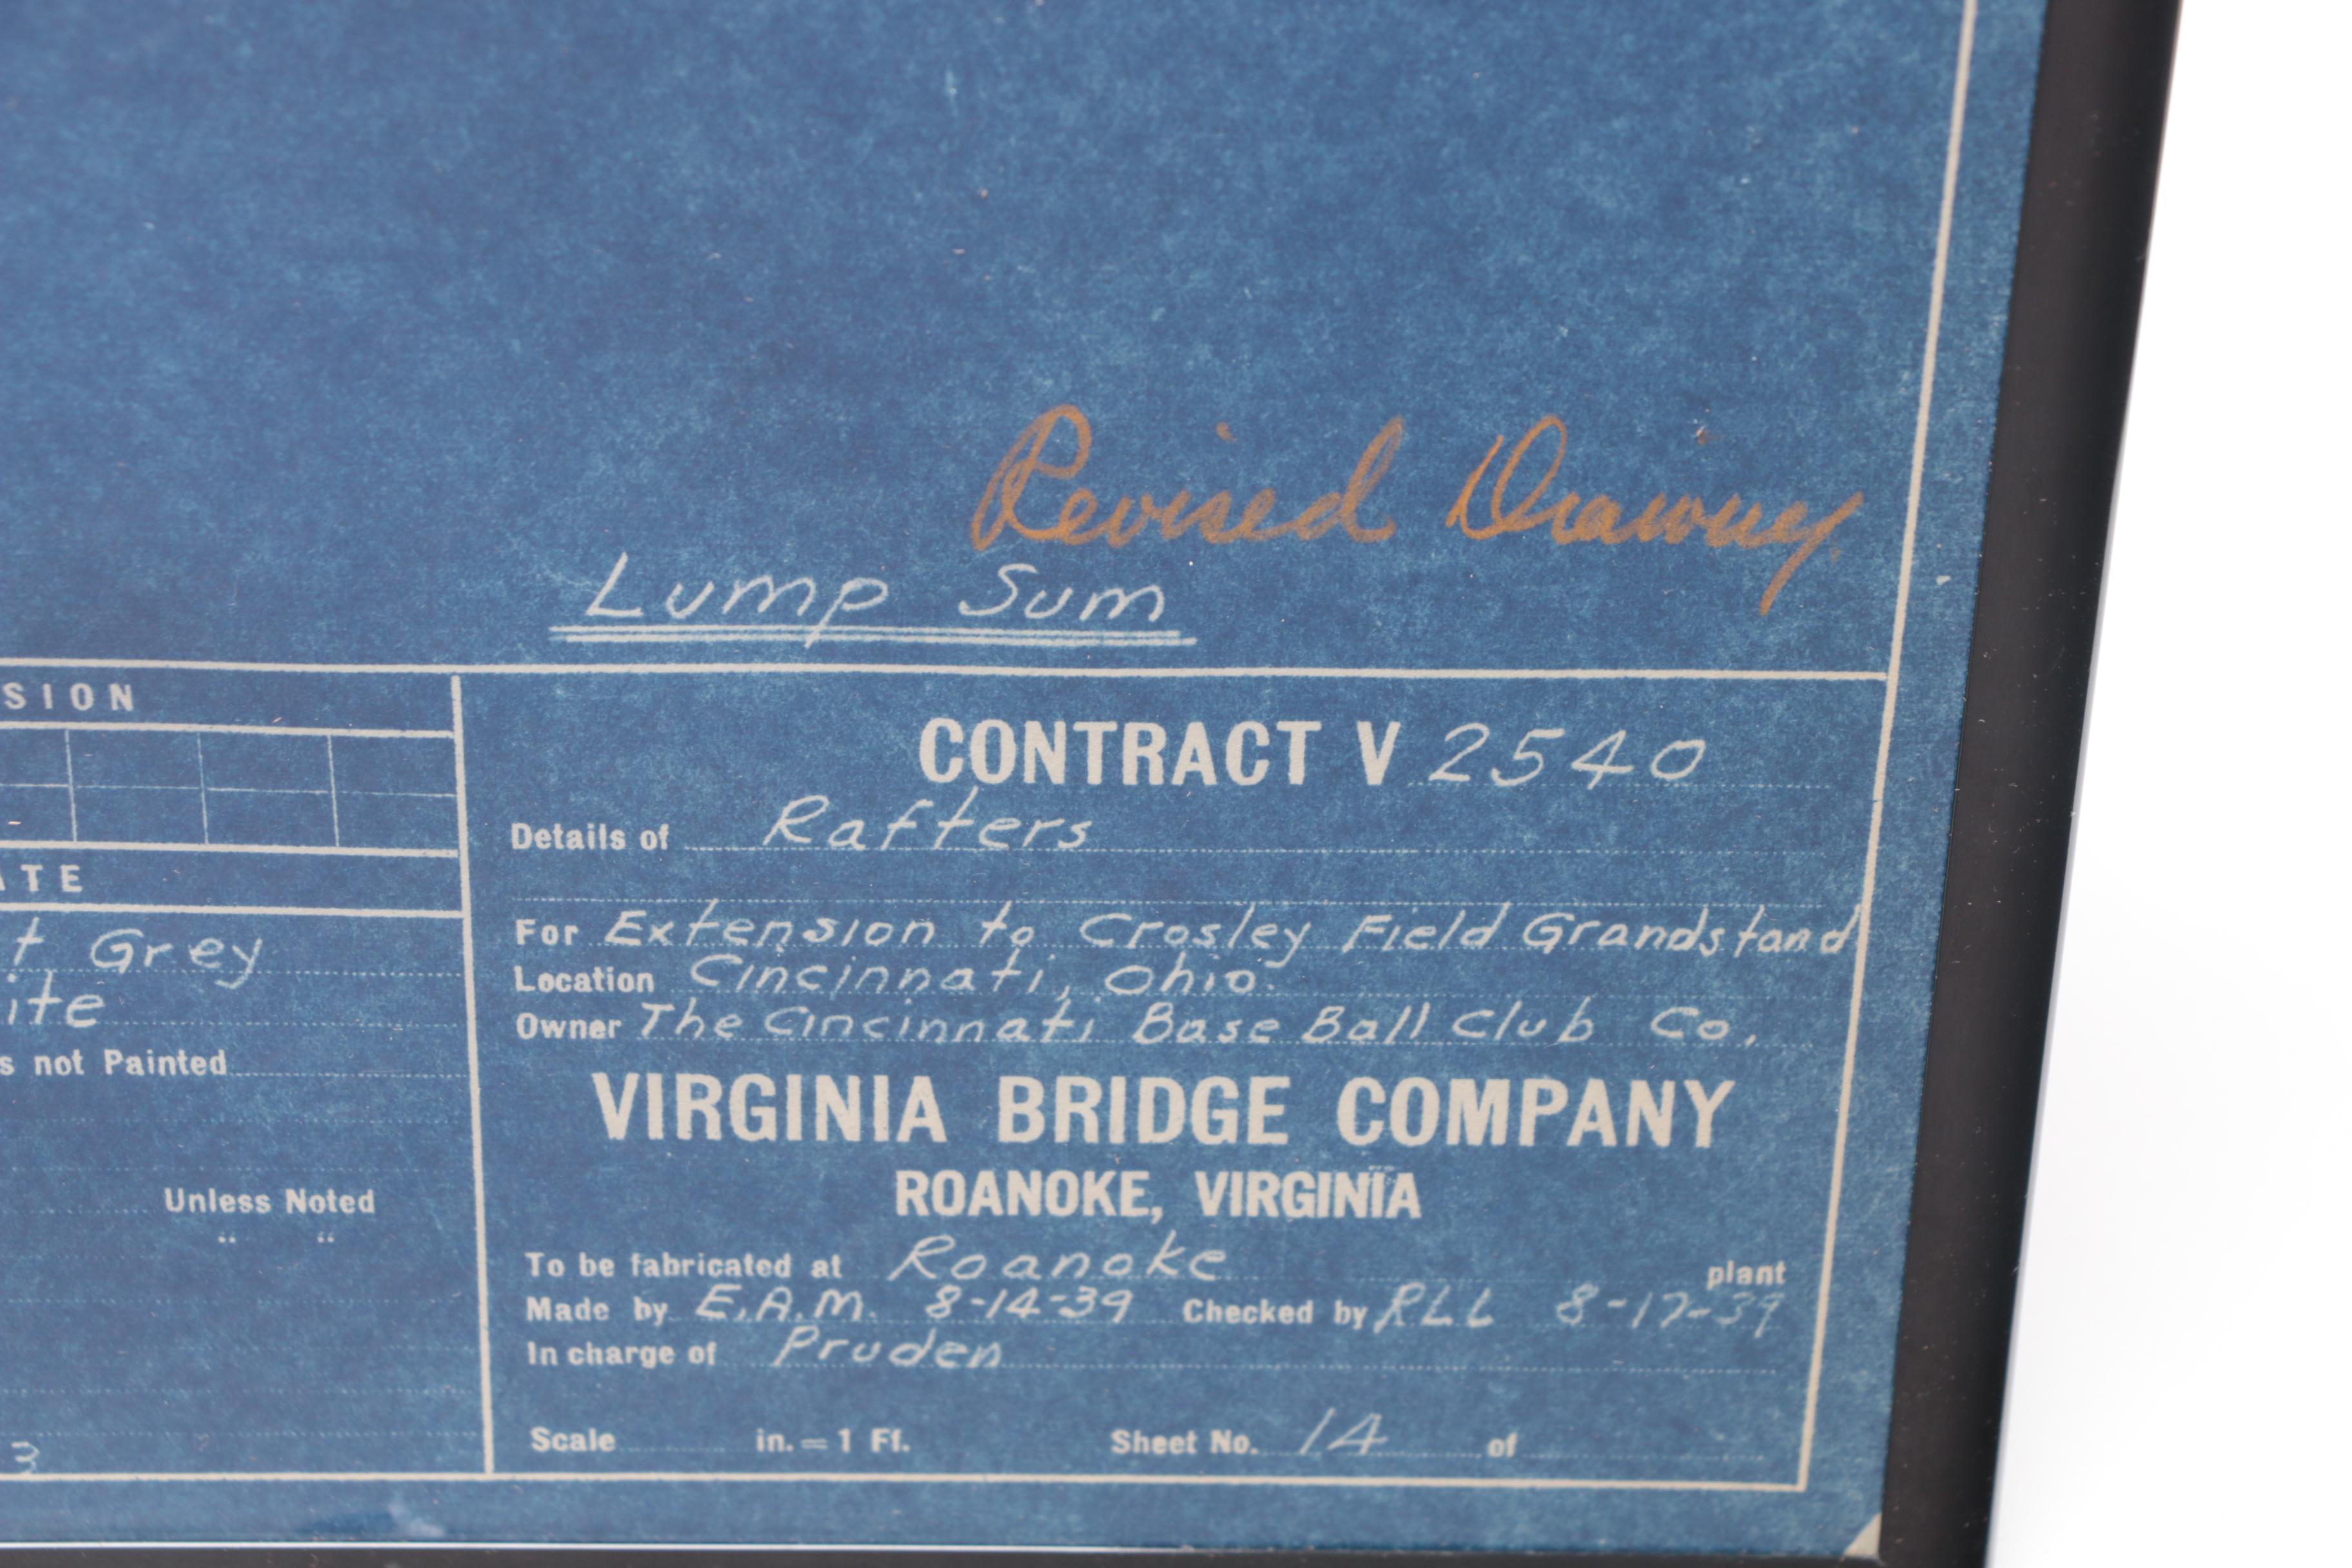 Revised Drawing
Lump Sum
SION
ATE
t Grey
ite
s not Painted
Unless Noted
“ “
3
CONTRACT V 2540
Details of Rafters
For Extension to Crosley Field Grandstand
Location Cincinnati, Ohio.
Owner The Cincinnati Base Ball Club Co.,
VIRGINIA BRIDGE COMPANY
ROANOKE, VIRGINIA
To be fabricated at Roanoke plant
Made by E.A.M. 8-14-39 Checked by RLL 8-17-39
In charge of Pruden
Scale in. = 1 Ft. Sheet No. 14 of